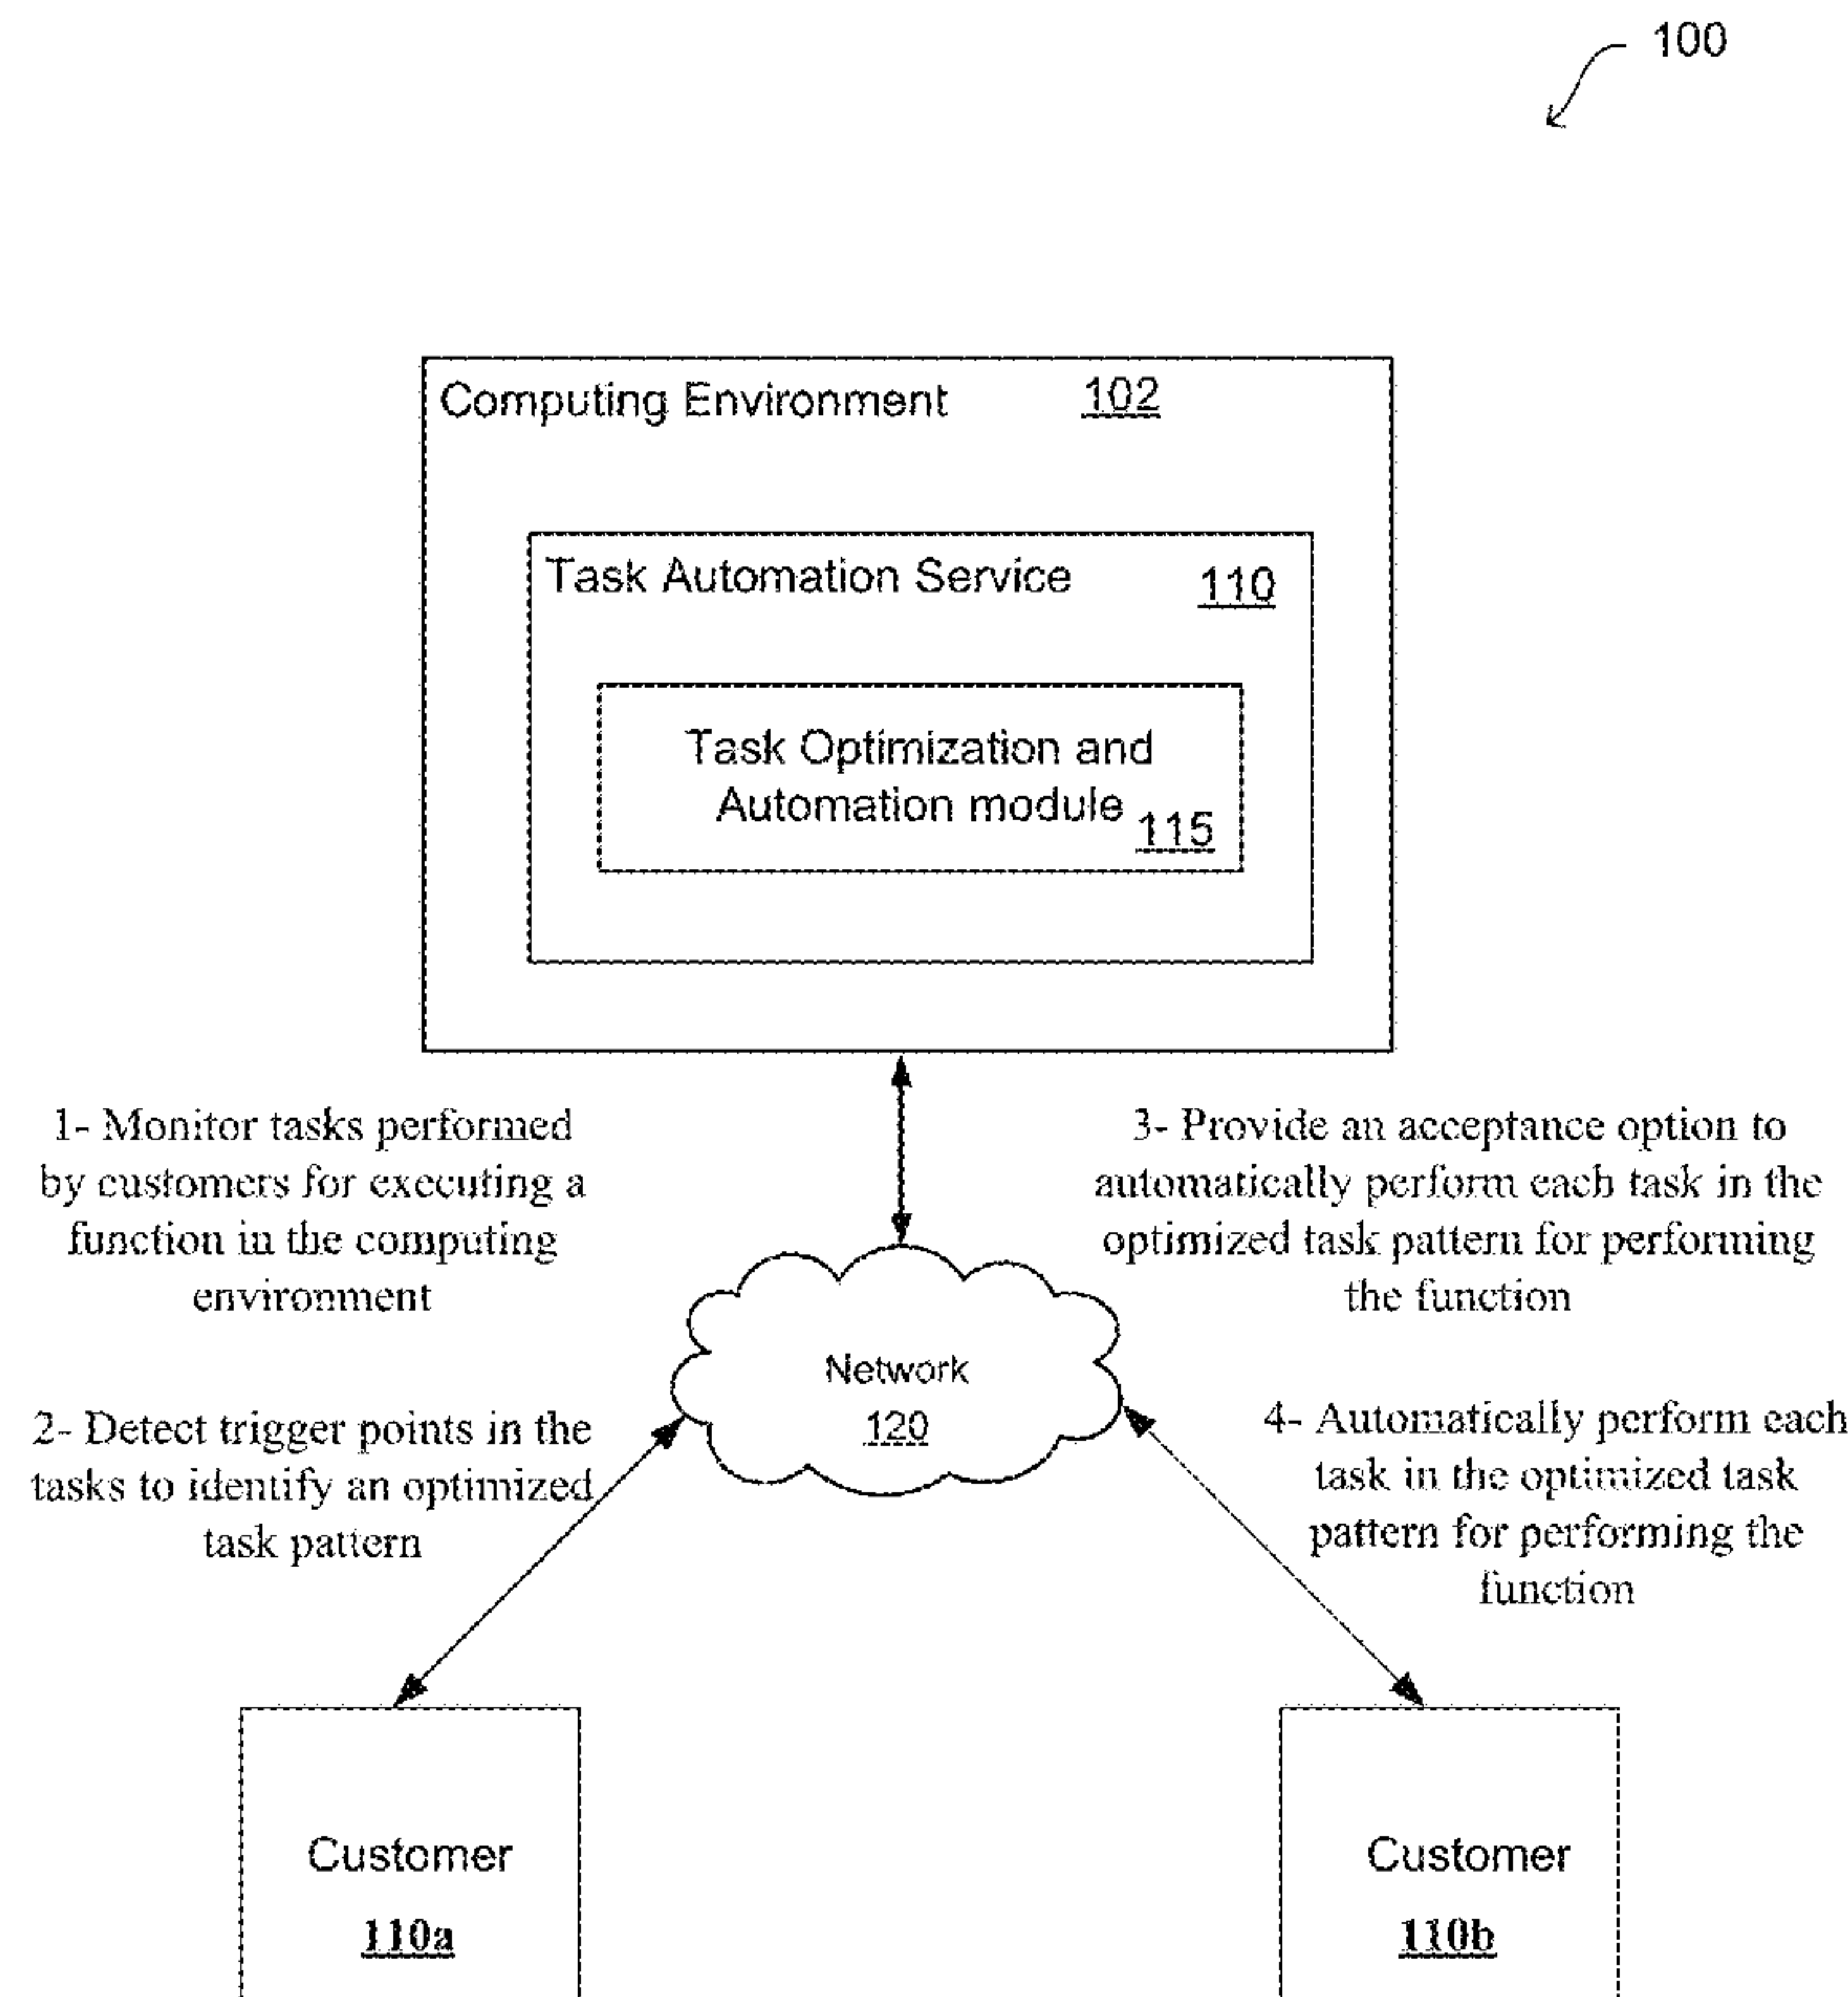 100
Computing Environment 102
Task Automation Service 110
Task Optimization and
Automation module 115
1- Monitor tasks performed
by customers for executing a
function in the computing
environment
3- Provide an acceptance option to
automatically perform each task in the
optimized task pattern for performing
the function
Network
120
2- Detect trigger points in the
tasks to identify an optimized
task pattern
4- Automatically perform each
task in the optimized task
pattern for performing the
function
Customer
110a
Customer
110b